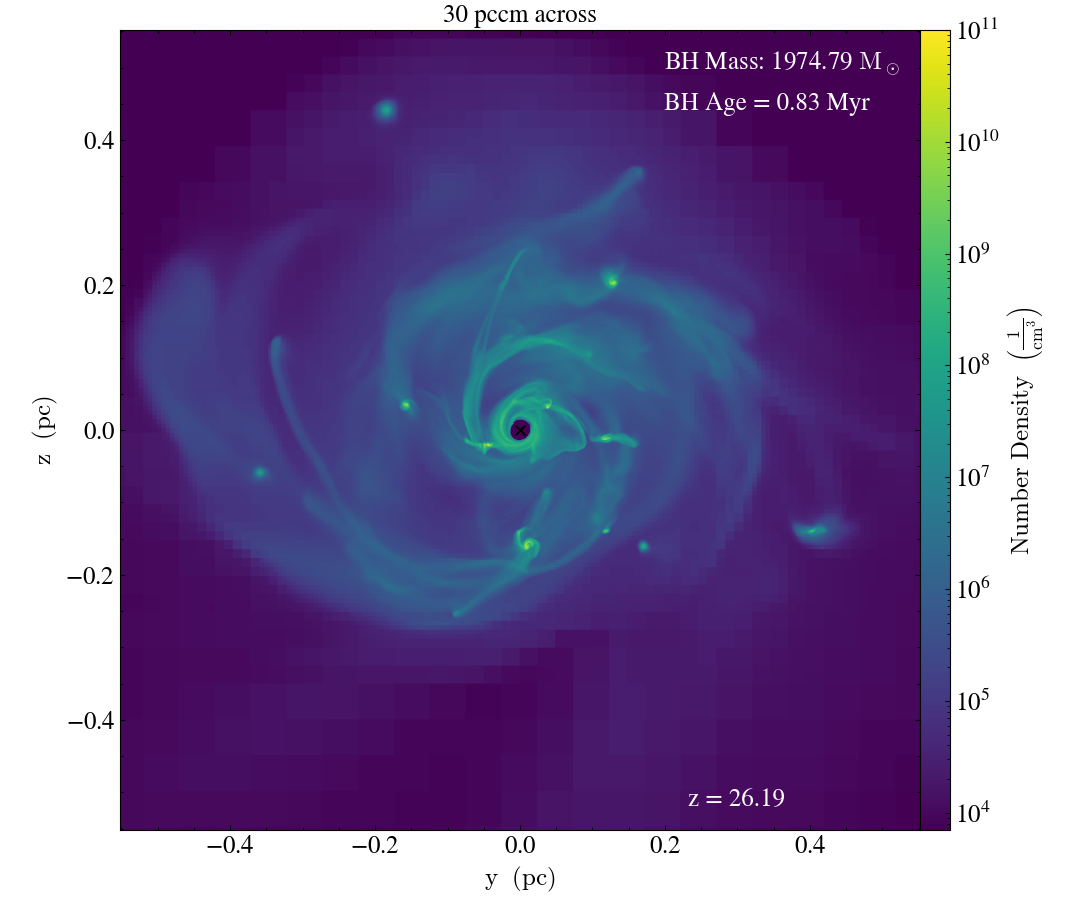 30 pccm across
BH Mass: 1974.79 M⊙
BH Age = 0.83 Myr
z = 26.19
0.4
0.2
0.0
−0.2
−0.4
z (pc)
−0.4
−0.2
0.0
0.2
0.4
y (pc)
10¹¹
10¹⁰
10⁹
10⁸
10⁷
10⁶
10⁵
10⁴
Number Density (1/cm³)